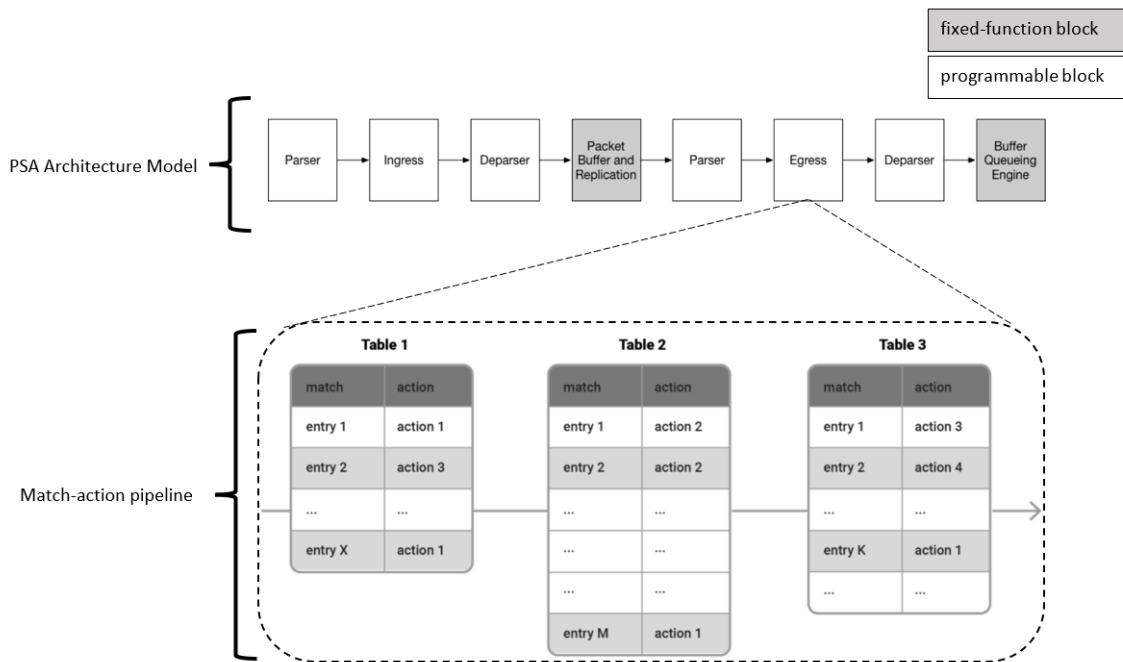 fixed-function block
programmable block
PSA Architecture Model
Parser
Ingress
Deparser
Packet
Buffer and
Replication
Parser
Egress
Deparser
Buffer
Queueing
Engine
Match-action pipeline
Table 1
match action
entry 1 action 1
entry 2 action 3
... ...
entry X action 1
Table 2
match action
entry 1 action 2
entry 2 action 2
... ...
... ...
... ...
entry M action 1
Table 3
match action
entry 1 action 3
entry 2 action 4
... ...
entry K action 1
... ...